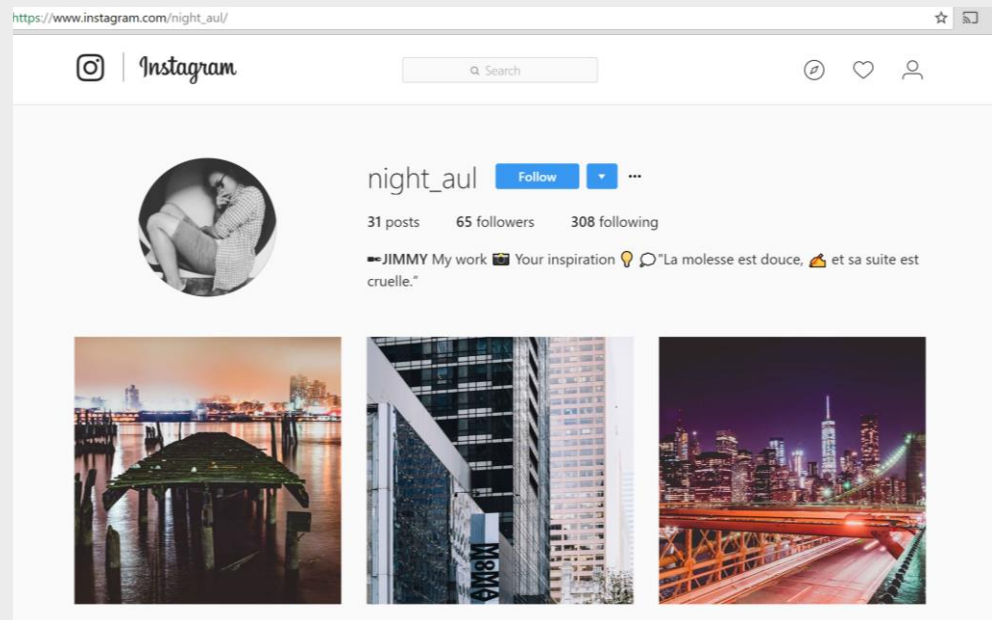 https://www.instagram.com/night_aul/
Instagram
Search
night_aul Follow
31 posts 65 followers 308 following
JIMMY My work 📷 Your inspiration 💡 💭"La molesse est douce, ✍ et sa suite est
cruelle."